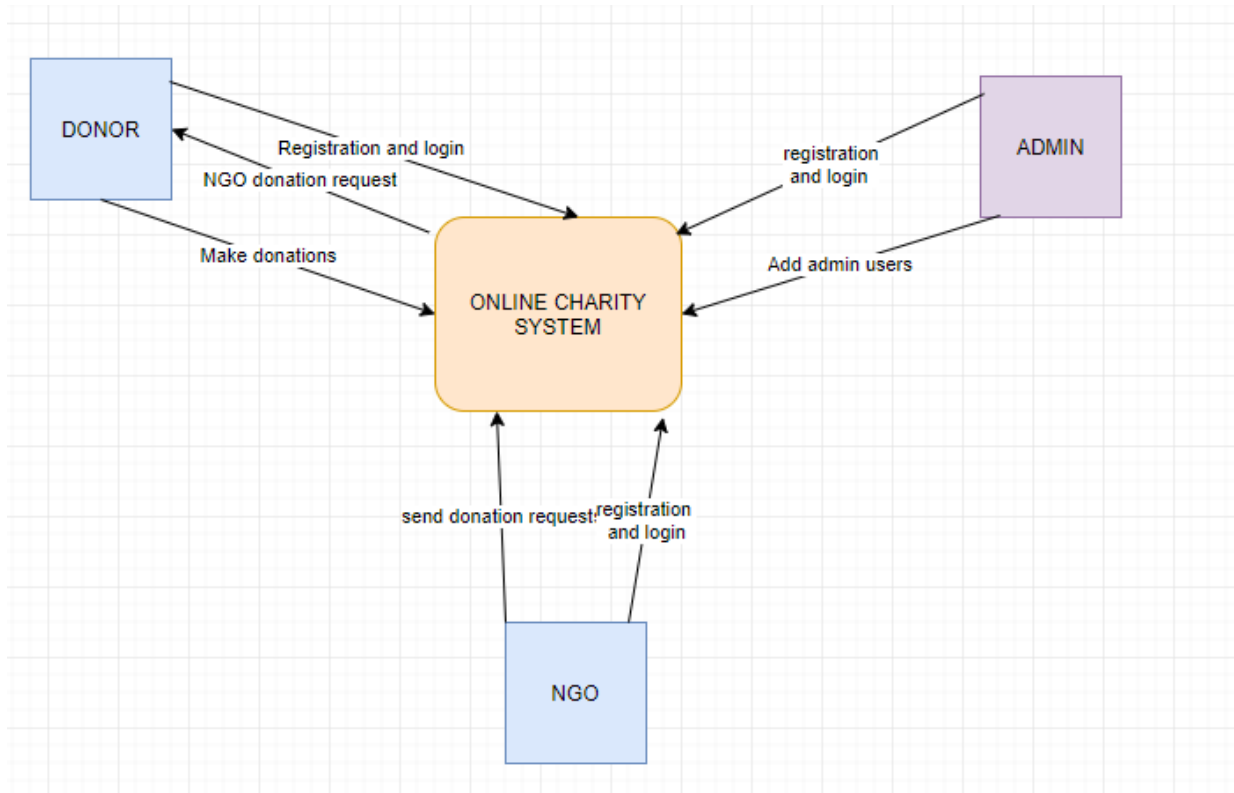 DONOR
Registration and login
NGO donation request
Make donations
ADMIN
registration
and login
Add admin users
ONLINE CHARITY
SYSTEM
send donation request
registration
and login
NGO